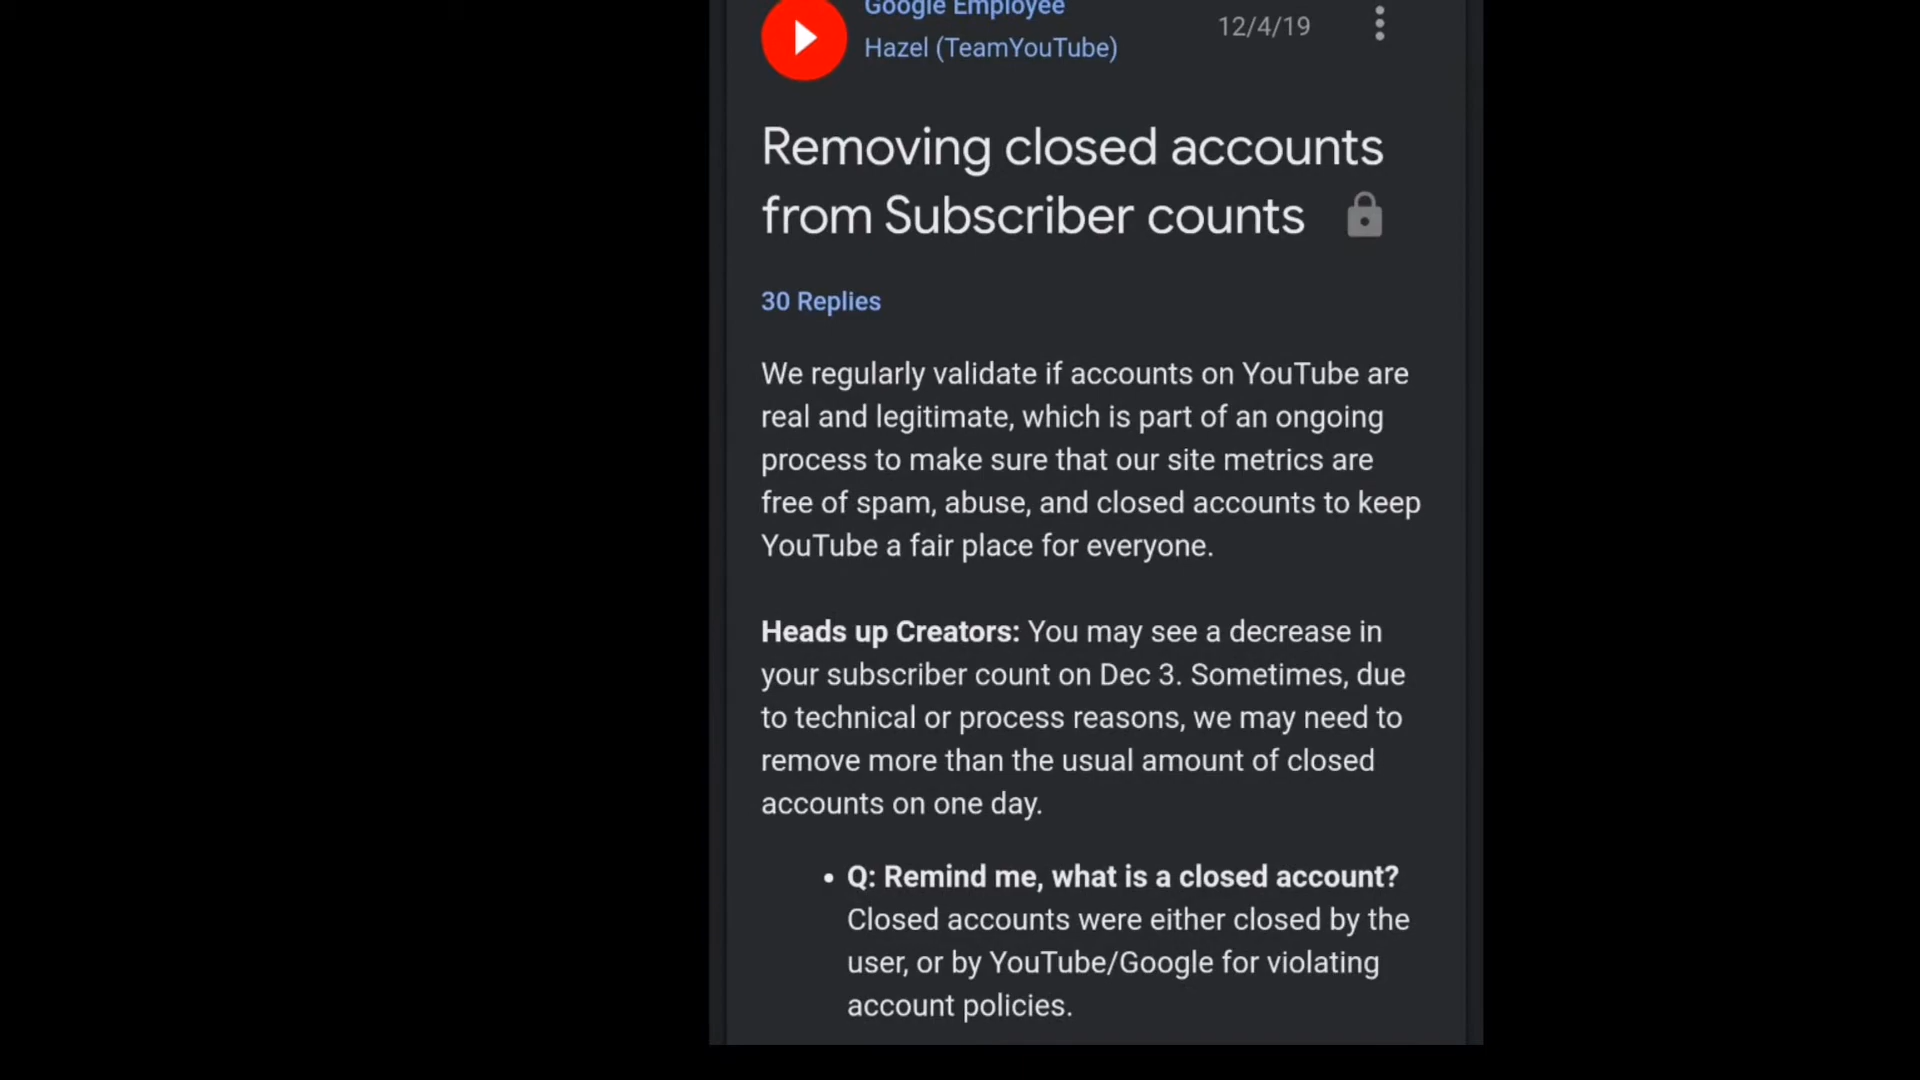 Google Employee
Hazel (TeamYouTube)
12/4/19
Removing closed accounts
from Subscriber counts
30 Replies
We regularly validate if accounts on YouTube are
real and legitimate, which is part of an ongoing
process to make sure that our site metrics are
free of spam, abuse, and closed accounts to keep
YouTube a fair place for everyone.
Heads up Creators: You may see a decrease in
your subscriber count on Dec 3. Sometimes, due
to technical or process reasons, we may need to
remove more than the usual amount of closed
accounts on one day.
• Q: Remind me, what is a closed account?
Closed accounts were either closed by the
user, or by YouTube/Google for violating
account policies.